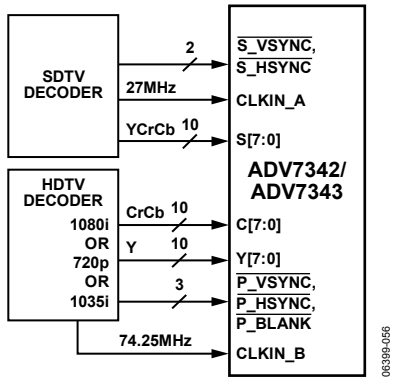 SDTV
DECODER
2
S_VSYNC,
S_HSYNC
27MHz
CLKIN_A
YCrCb 10
S[7:0]
ADV7342/
ADV7343
HDTV
DECODER
1080i
OR
720p
OR
1035i
CrCb 10
C[7:0]
Y 10
Y[7:0]
3
P_VSYNC,
P_HSYNC,
P_BLANK
74.25MHz
CLKIN_B
06399-056